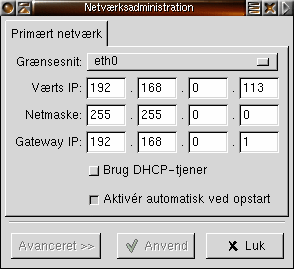 Netværksadministration
Primært netværk
Grænsesnit: eth0
Værts IP: 192 . 168 . 0 . 113
Netmaske: 255 . 255 . 0 . 0
Gateway IP: 192 . 168 . 0 . 1
Brug DHCP-tjener
Aktivér automatisk ved opstart
Avanceret >> Anvend Luk